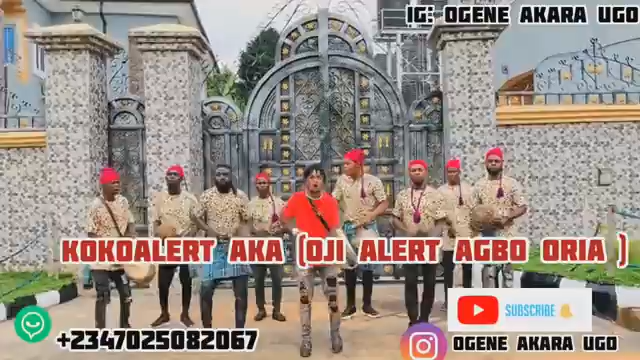 IG: OGENE AKARA UGO
KOKOALERT AKA (OJI ALERT AGBO ORIA )
SUBSCRIBE
+2347025082067
OGENE AKARA UGO